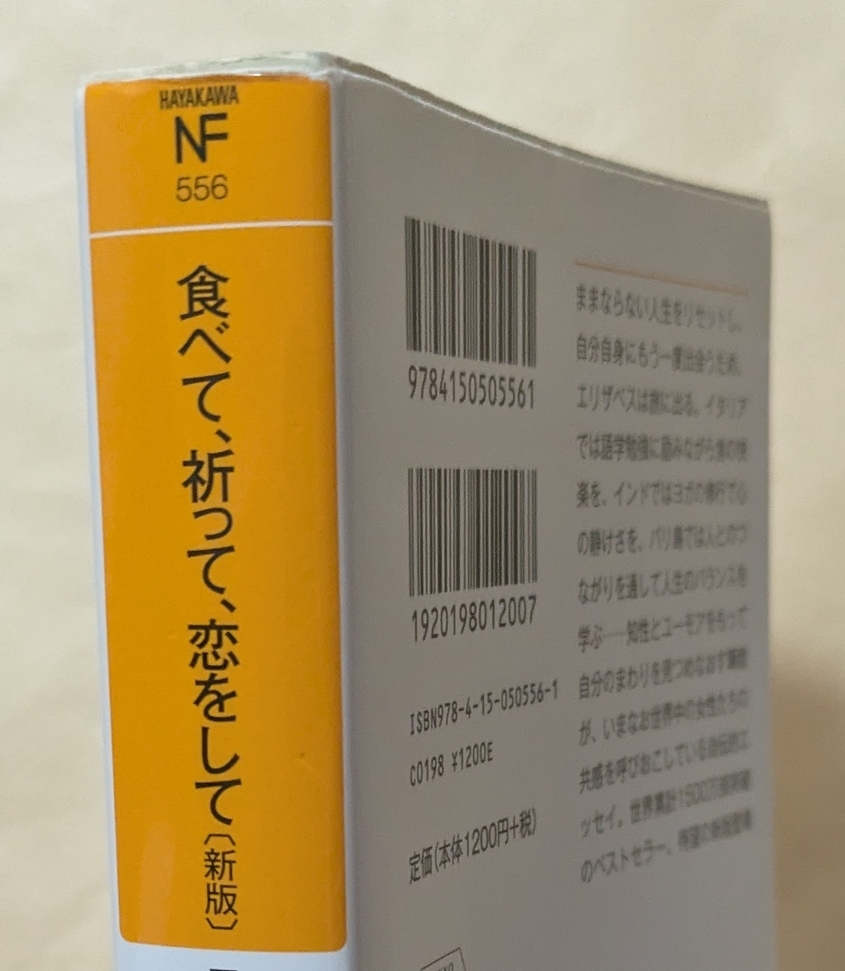 HAYAKAWA
NF
556
食べて、祈って、恋をして〔新版〕
9784150505561
1920198012007
ISBN978-4-15-050556-1
C0198 ¥1200E
定価(本体1200円+税)
ままならない人生をリセットし、
自分自身にもう一度出会うため、
エリザベスは旅に出る。イタリア
では語学勉強に励みながら食の快
楽を、インドではヨガの修行で心
の静けさを、バリ島では人とのつ
ながりを通して人生のバランスを
学ぶ――知性とユーモアをもって
自分のまわりを見つめなおす
が、いまなお世界中の女性たちの
共感を呼びおこしている自伝的エ
ッセイ。世界累計1500万部突破
のベストセラー、待望の新版登場